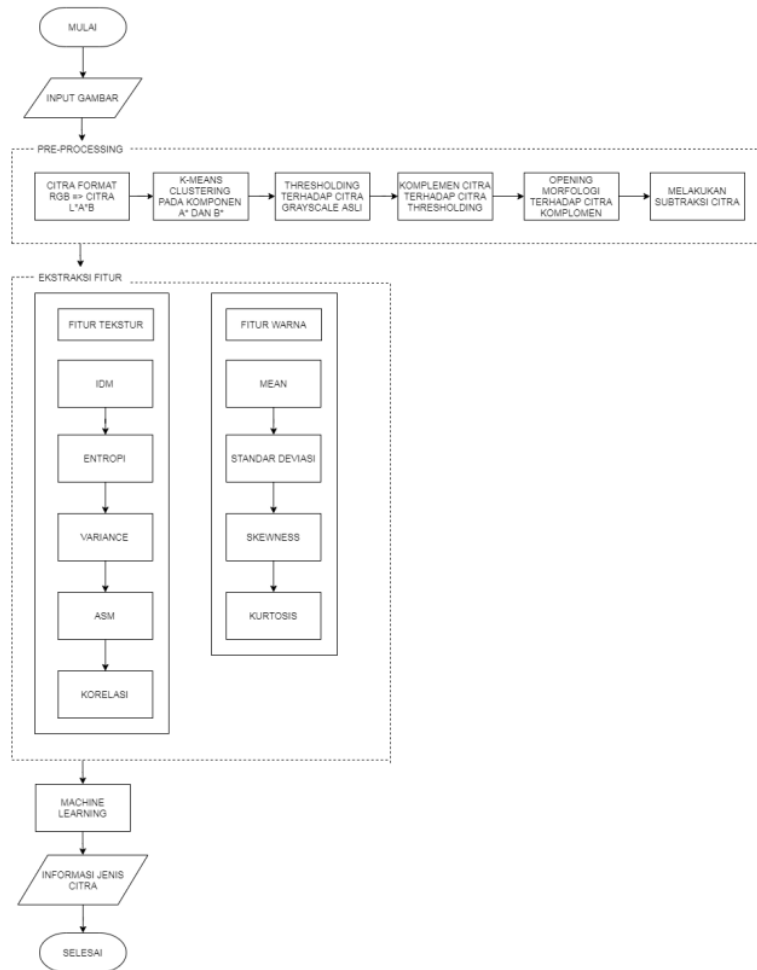 MULAI
INPUT GAMBAR
PRE-PROCESSING
CITRA FORMAT
RGB => CITRA
L*A*B
K-MEANS
CLUSTERING
PADA KOMPONEN
A* DAN B*
THRESHOLDING
TERHADAP CITRA
GRAYSCALE ASLI
KOMPLEMEN CITRA
TERHADAP CITRA
THRESHOLDING
OPENING
MORFOLOGI
TERHADAP CITRA
KOMPLOMEN
MELAKUKAN
SUBTRAKSI CITRA
EKSTRAKSI FITUR
FITUR TEKSTUR
IDM
ENTROPI
VARIANCE
ASM
KORELASI
FITUR WARNA
MEAN
STANDAR DEVIASI
SKEWNESS
KURTOSIS
MACHINE
LEARNING
INFORMASI JENIS
CITRA
SELESAI